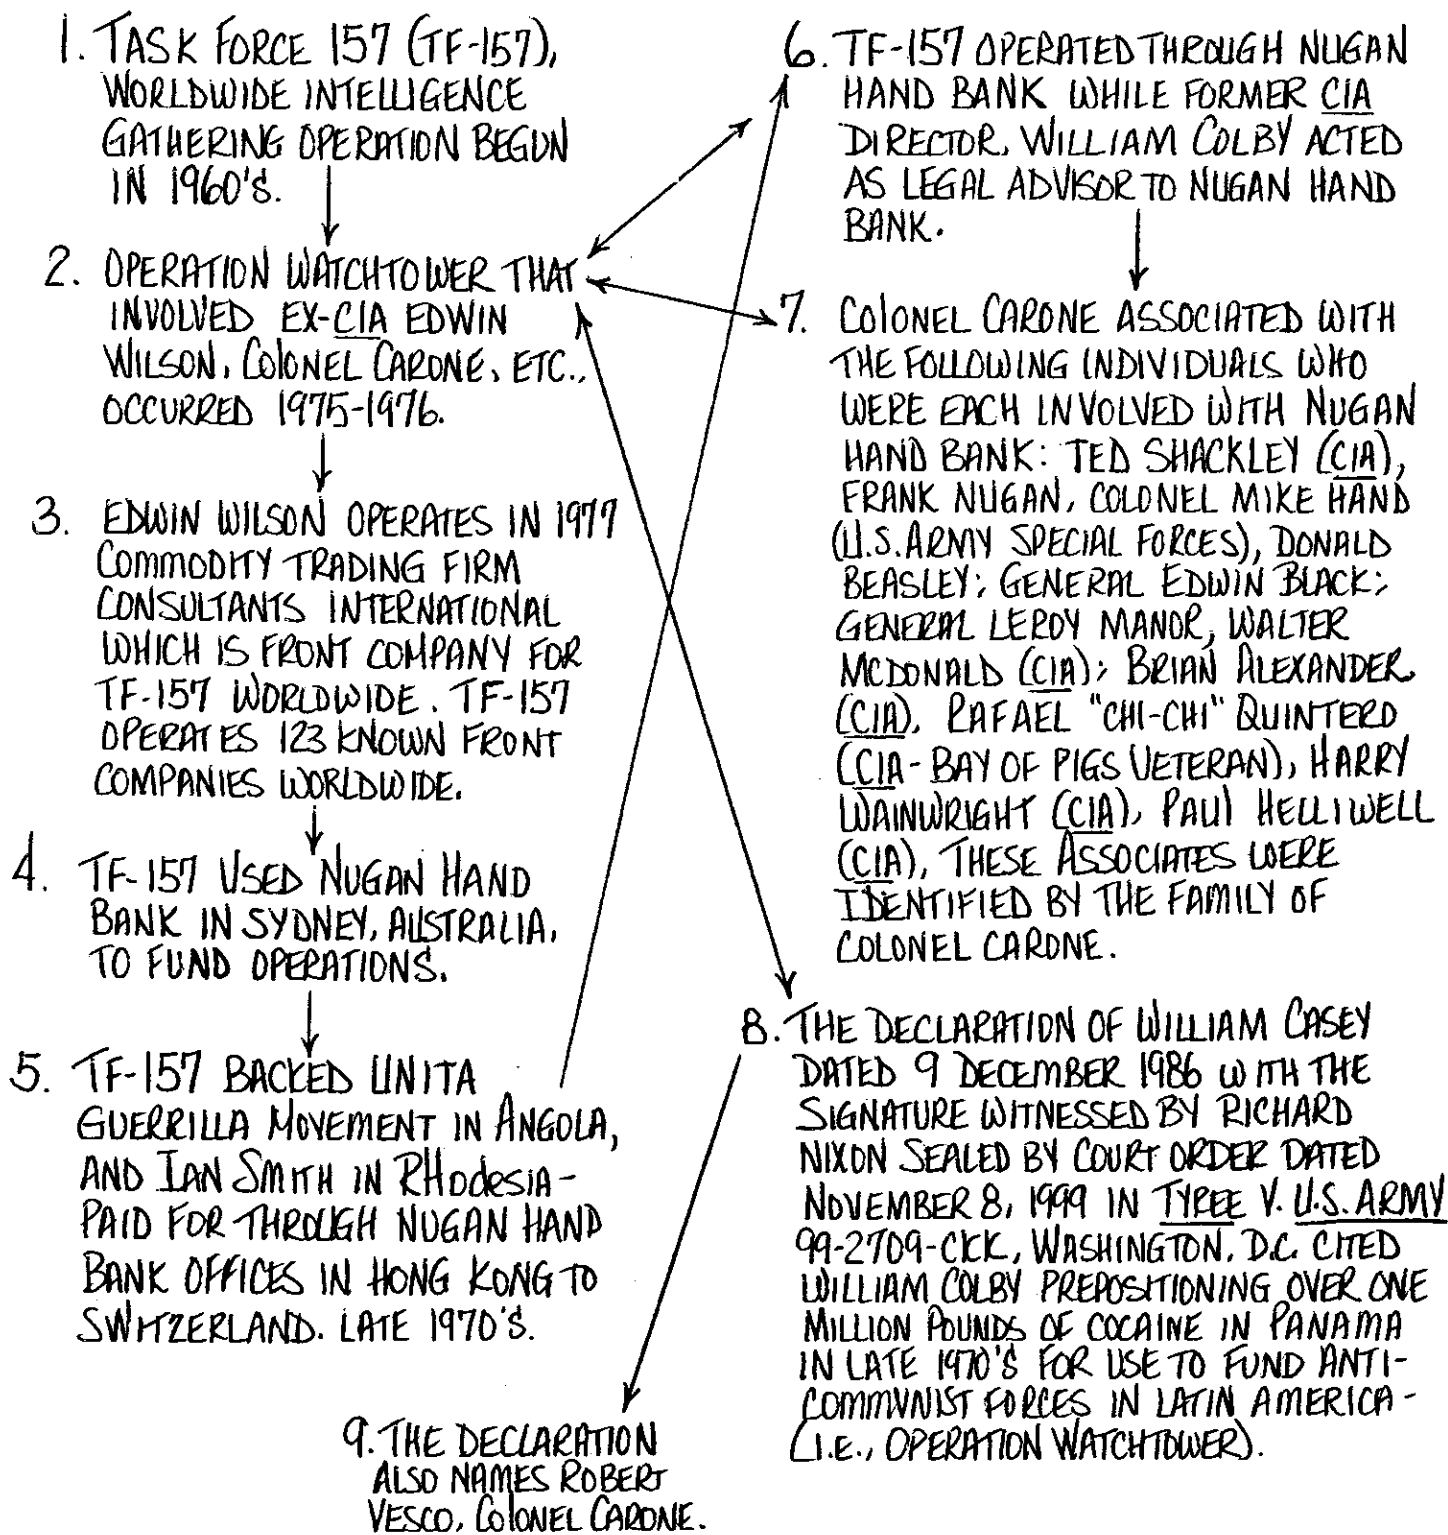 1. TASK FORCE 157 (TF-157),
WORLDWIDE INTELLIGENCE
GATHERING OPERATION BEGUN
IN 1960'S.
2. OPERATION WATCHTOWER THAT
INVOLVED EX-CIA EDWIN
WILSON, COLONEL CARONE, ETC.,
OCCURRED 1975-1976.
3. EDWIN WILSON OPERATES IN 1977
COMMODITY TRADING FIRM
CONSULTANTS INTERNATIONAL
WHICH IS FRONT COMPANY FOR
TF-157 WORLDWIDE. TF-157
OPERATES 123 KNOWN FRONT
COMPANIES WORLDWIDE.
4. TF-157 USED NUGAN HAND
BANK IN SYDNEY, AUSTRALIA,
TO FUND OPERATIONS.
5. TF-157 BACKED UNITA
GUERRILLA MOVEMENT IN ANGOLA,
AND IAN SMITH IN RHODESIA-
PAID FOR THROUGH NUGAN HAND
BANK OFFICES IN HONG KONG TO
SWITZERLAND. LATE 1970'S.
6. TF-157 OPERATED THROUGH NUGAN
HAND BANK WHILE FORMER CIA
DIRECTOR, WILLIAM COLBY ACTED
AS LEGAL ADVISOR TO NUGAN HAND
BANK.
7. COLONEL CARONE ASSOCIATED WITH
THE FOLLOWING INDIVIDUALS WHO
WERE EACH INVOLVED WITH NUGAN
HAND BANK: TED SHACKLEY (CIA),
FRANK NUGAN, COLONEL MIKE HAND
(U.S. ARMY SPECIAL FORCES), DONALD
BEASLEY; GENERAL EDWIN BLACK;
GENERAL LEROY MANOR, WALTER
MCDONALD (CIA); BRIAN ALEXANDER
(CIA), RAFAEL "CHI-CHI" QUINTERO
(CIA-BAY OF PIGS VETERAN), HARRY
WAINWRIGHT (CIA), PAUL HELLIWELL
(CIA), THESE ASSOCIATES WERE
IDENTIFIED BY THE FAMILY OF
COLONEL CARONE.
8. THE DECLARATION OF WILLIAM CASEY
DATED 9 DECEMBER 1986 WITH THE
SIGNATURE WITNESSED BY RICHARD
NIXON SEALED BY COURT ORDER DATED
NOVEMBER 8, 1999 IN TYREE V. U.S. ARMY
99-2709-CKK, WASHINGTON, D.C. CITED
WILLIAM COLBY PREPOSITIONING OVER ONE
MILLION POUNDS OF COCAINE IN PANAMA
IN LATE 1970'S FOR USE TO FUND ANTI-
COMMUNIST FORCES IN LATIN AMERICA-
(I.E., OPERATION WATCHTOWER).
9. THE DECLARATION
ALSO NAMES ROBERT
VESCO, COLONEL CARONE.